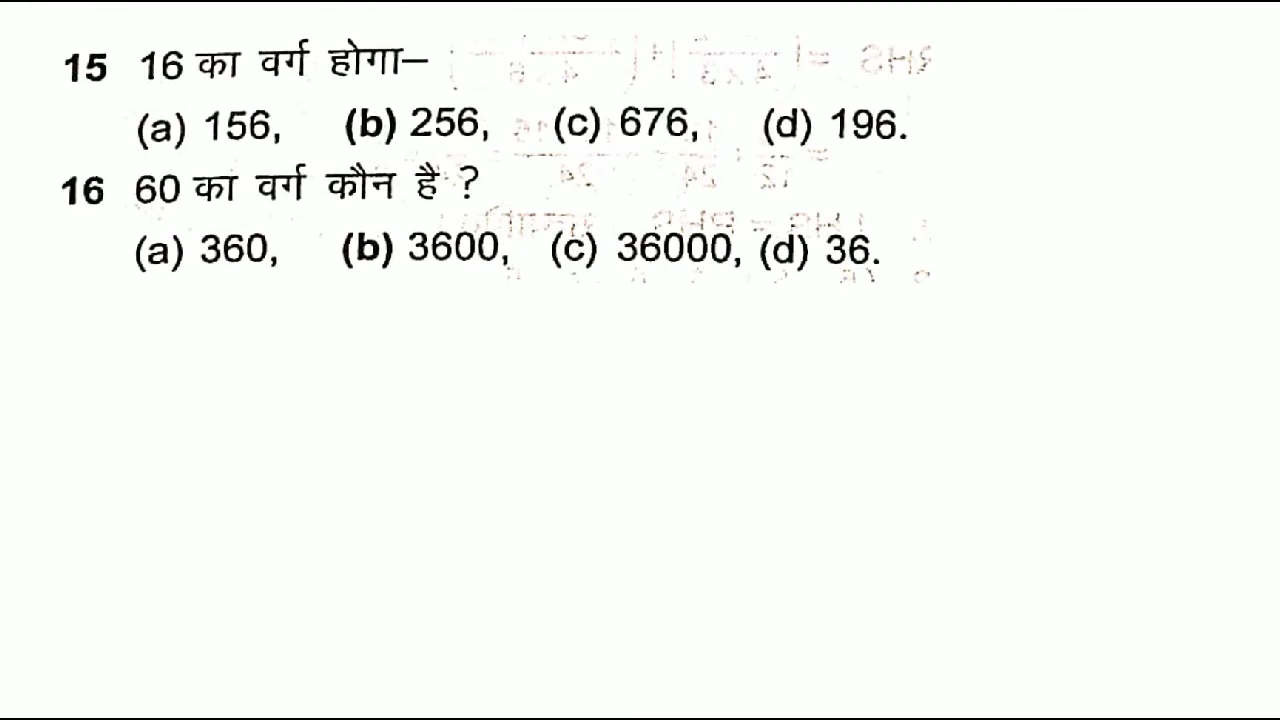 15 16 का वर्ग होगा–
(a) 156, (b) 256, (c) 676, (d) 196.
16 60 का वर्ग कौन है ?
(a) 360, (b) 3600, (c) 36000, (d) 36.